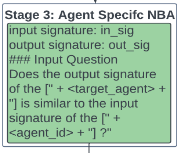 Stage 3: Agent Specifc NBA
input signature: in_sig
output signature: out_sig
### Input Question
Does the output signature
of the [" + <target_agent> +
"] is similar to the input
signature of the [" +
<agent_id> + "] ?"